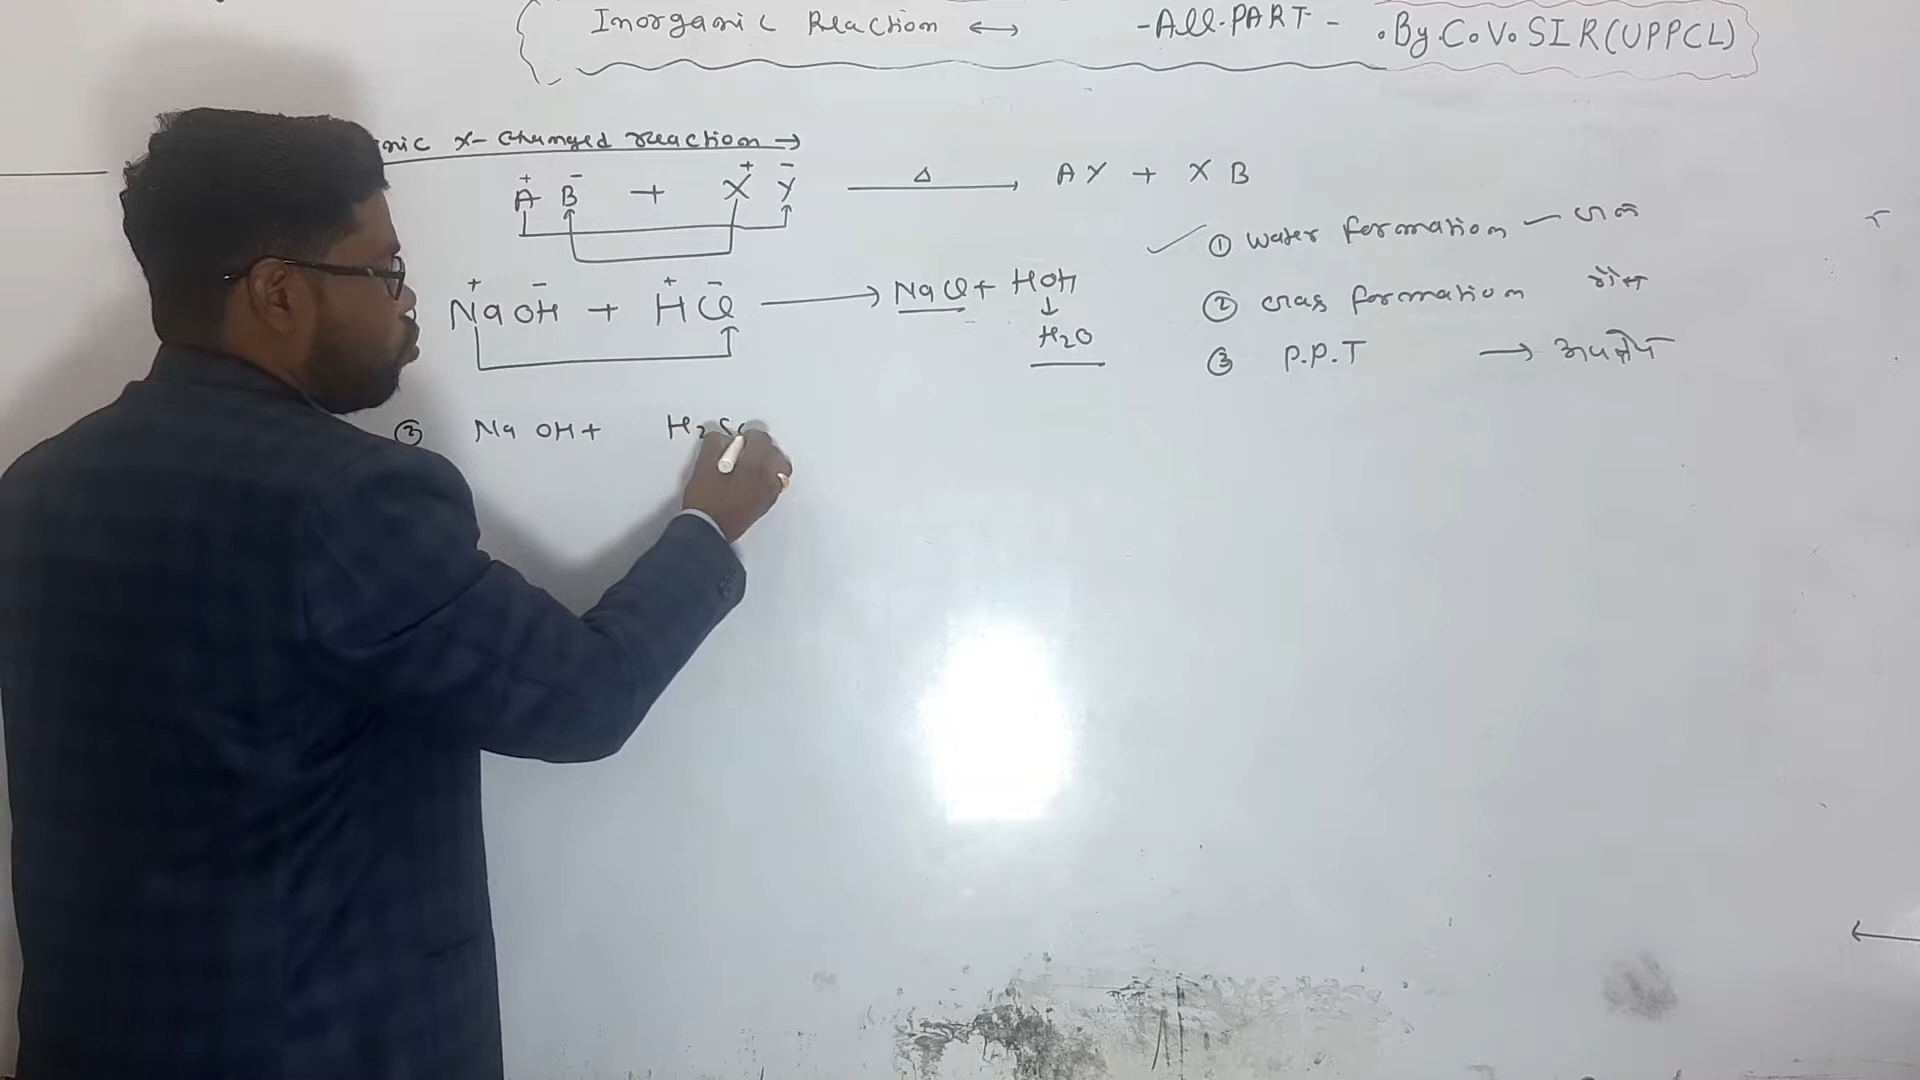 Inorganic Reaction ↔ -All-PART- .By.C.V.SIR(UPPCL)
nic x-changed reaction →
A⁺ B⁻ + X⁺ Y⁻ —Δ→ AY + XB
✓ ① water formation — जल
Na⁺OH⁻ + H⁺Cl⁻ → NaCl + HOH
↓
H₂O
② gas formation गैस
③ P.P.T → अवक्षेप
② NaOH + H₂S